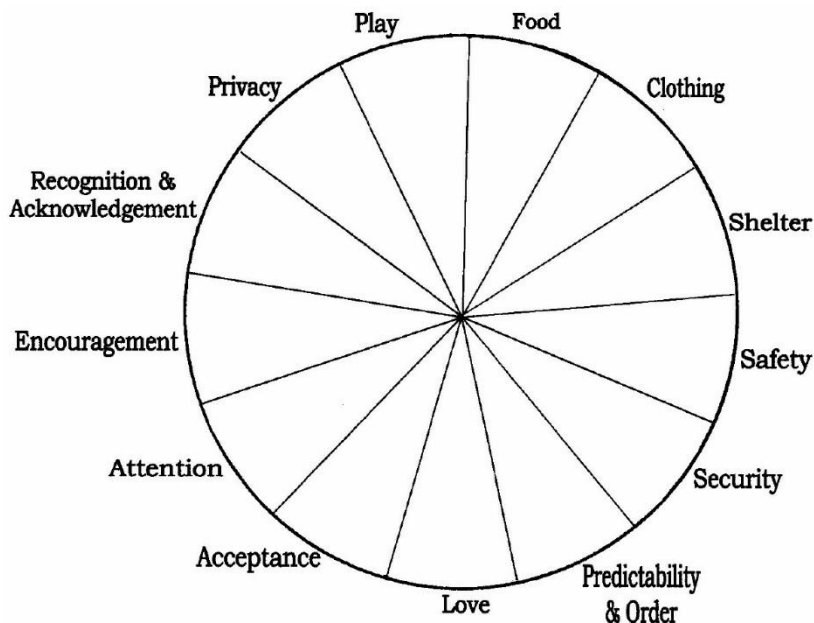 Play
Food
Privacy
Clothing
Recognition &
Acknowledgement
Shelter
Encouragement
Safety
Attention
Security
Acceptance
Predictability
& Order
Love